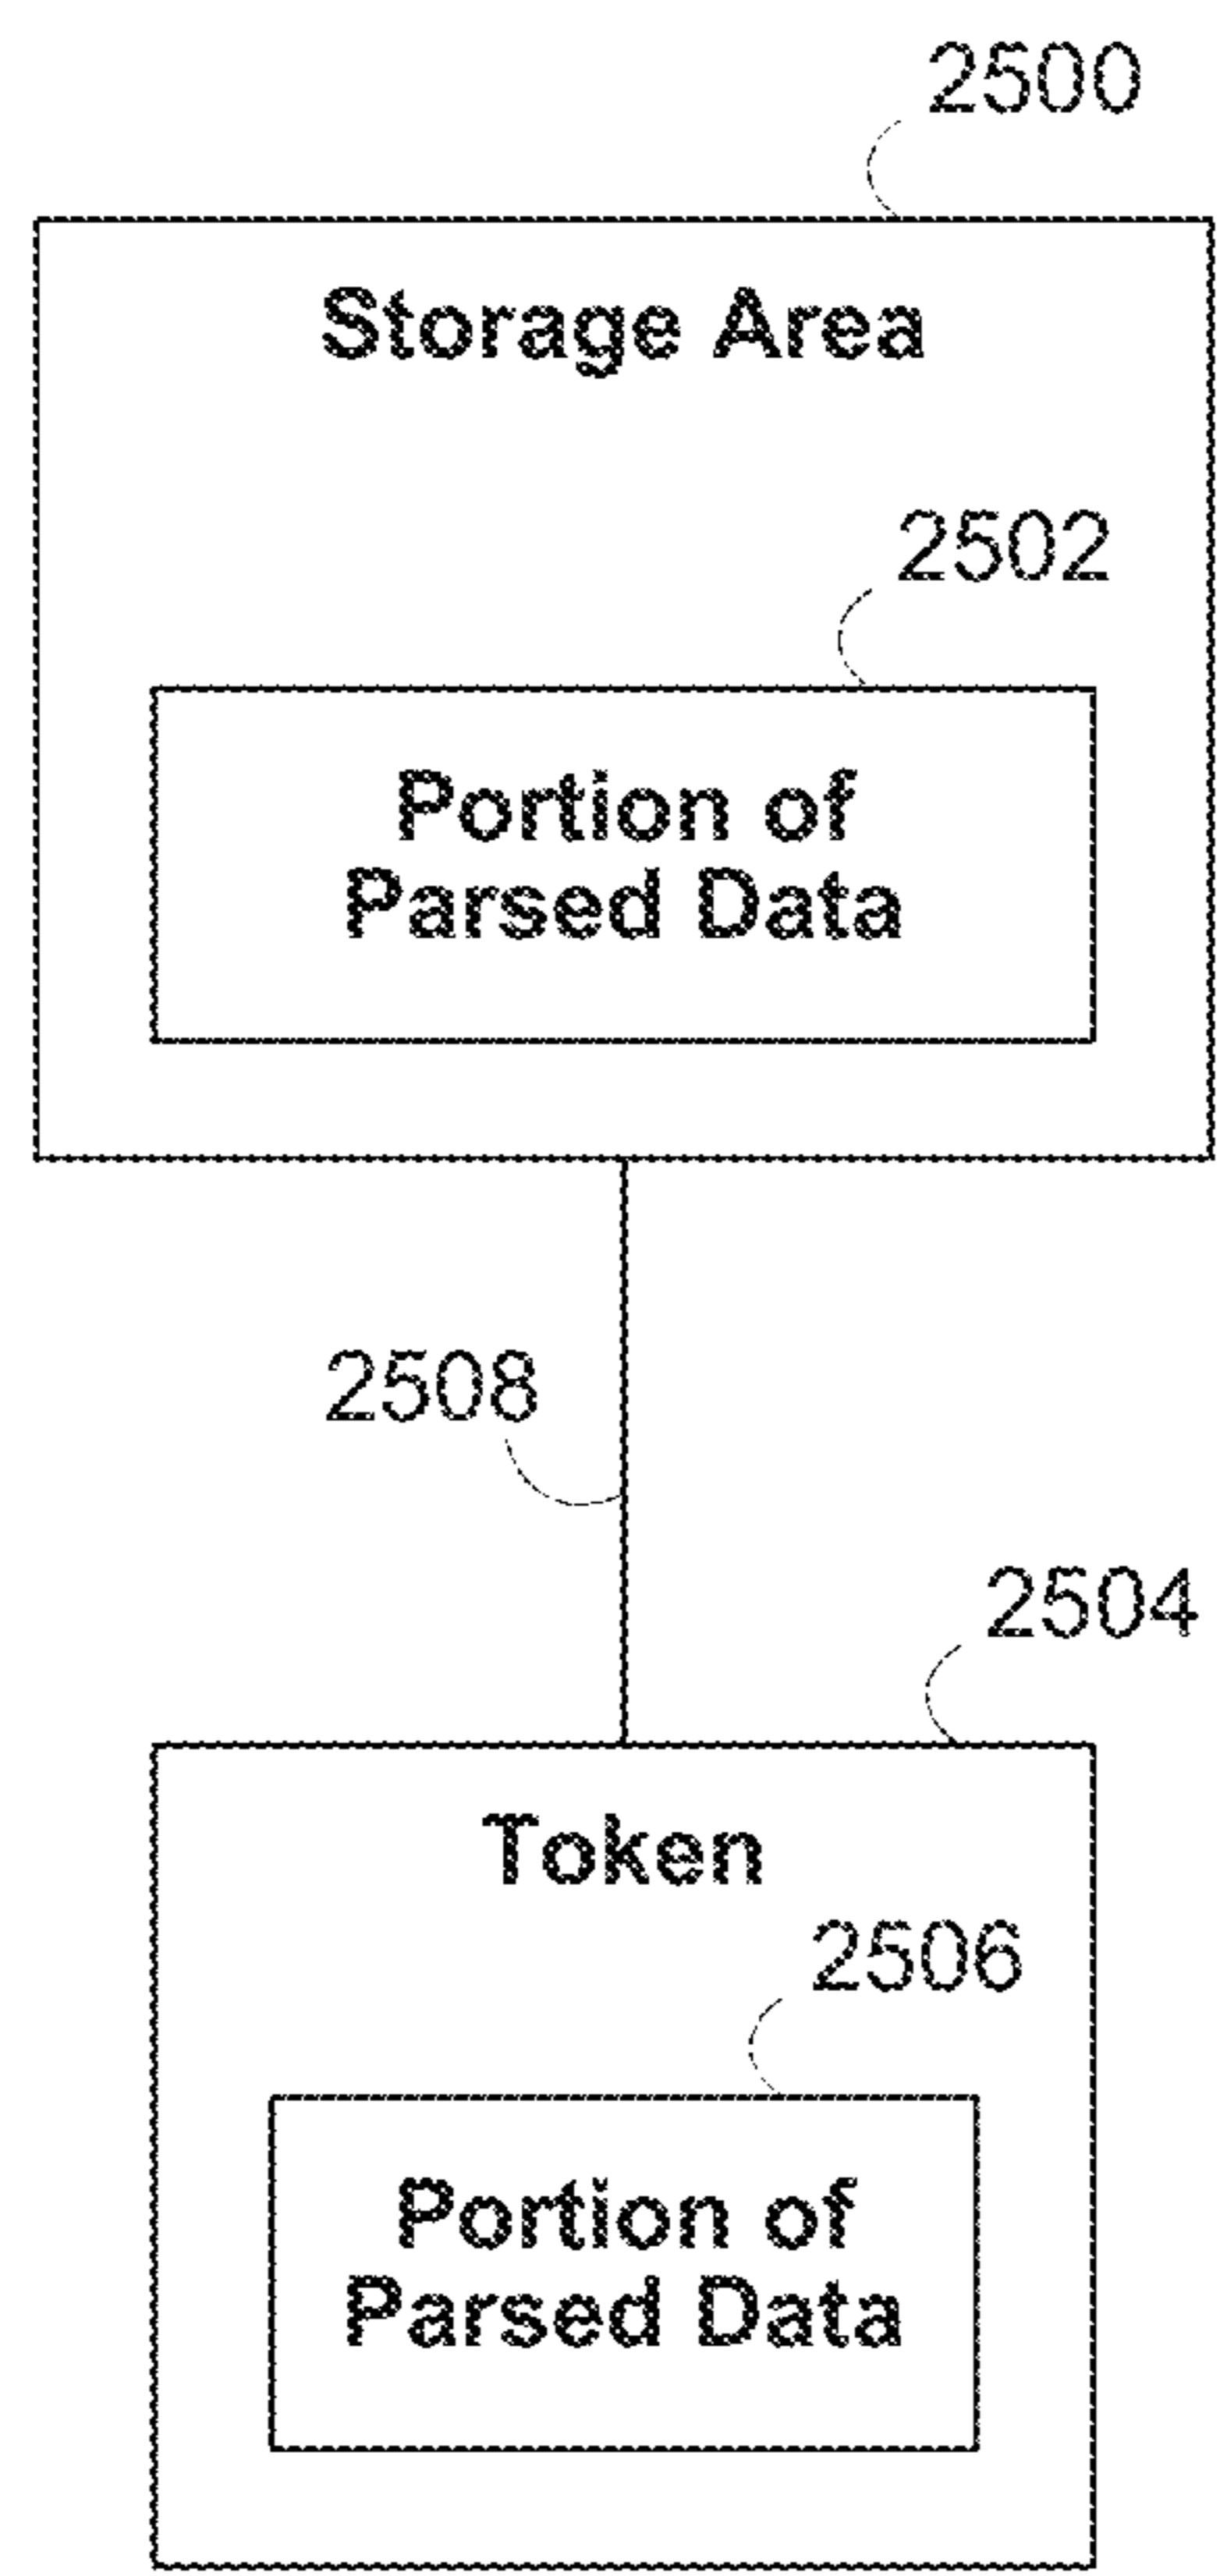 2500
Storage Area
2502
Portion of
Parsed Data
2508
2504
Token
2506
Portion of
Parsed Data